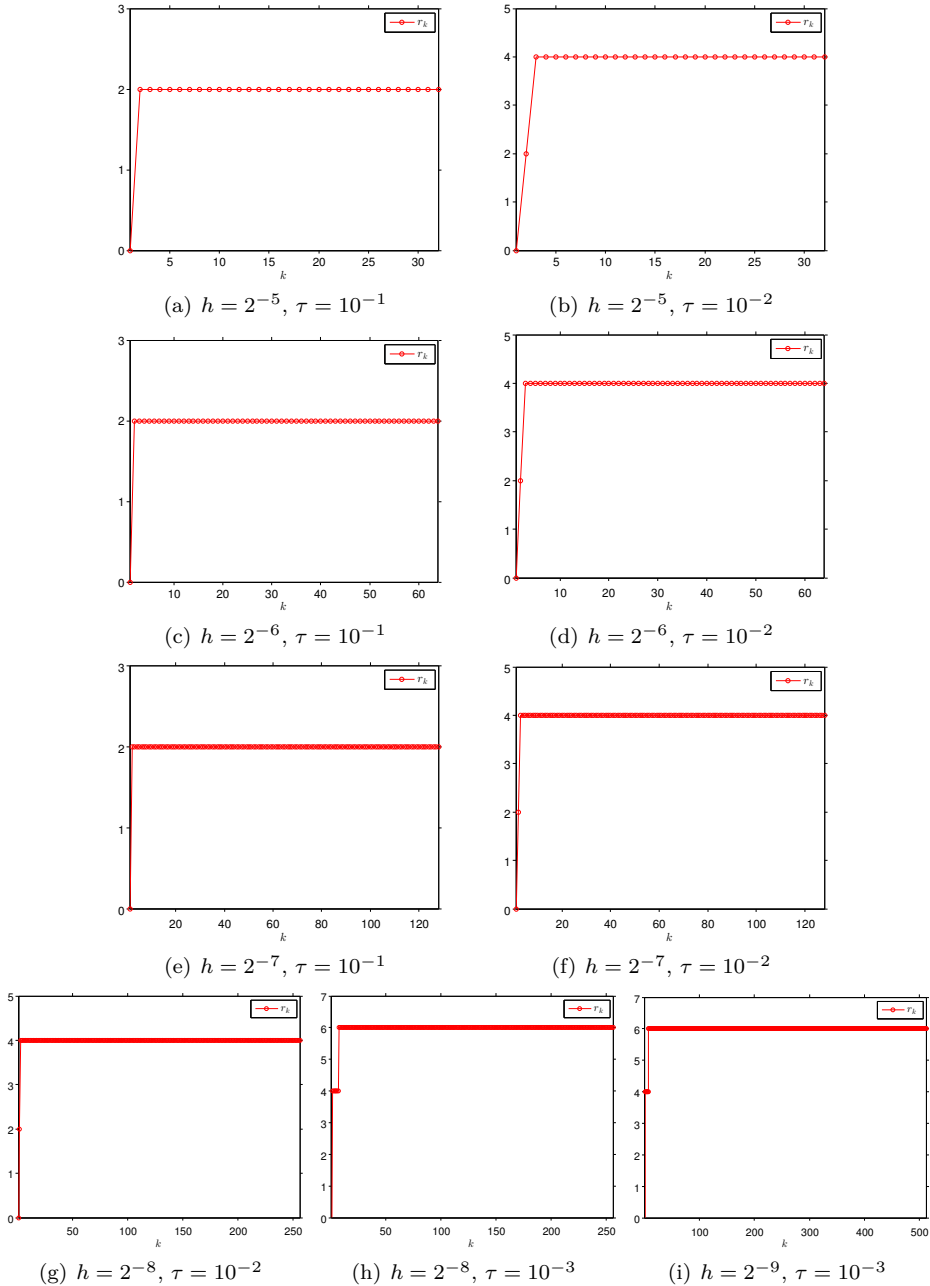 3
2
1
0
5 10 15 20 25 30
k
r_k
(a) h = 2^{-5}, τ = 10^{-1}
5
4
3
2
1
0
5 10 15 20 25 30
k
r_k
(b) h = 2^{-5}, τ = 10^{-2}
3
2
1
0
10 20 30 40 50 60
k
r_k
(c) h = 2^{-6}, τ = 10^{-1}
5
4
3
2
1
0
10 20 30 40 50 60
k
r_k
(d) h = 2^{-6}, τ = 10^{-2}
3
2
1
0
20 40 60 80 100 120
k
r_k
(e) h = 2^{-7}, τ = 10^{-1}
5
4
3
2
1
0
20 40 60 80 100 120
k
r_k
(f) h = 2^{-7}, τ = 10^{-2}
5
4
3
2
1
0
50 100 150 200 250
k
r_k
(g) h = 2^{-8}, τ = 10^{-2}
7
6
5
4
3
2
1
0
50 100 150 200 250
k
r_k
(h) h = 2^{-8}, τ = 10^{-3}
7
6
5
4
3
2
1
0
100 200 300 400 500
k
r_k
(i) h = 2^{-9}, τ = 10^{-3}